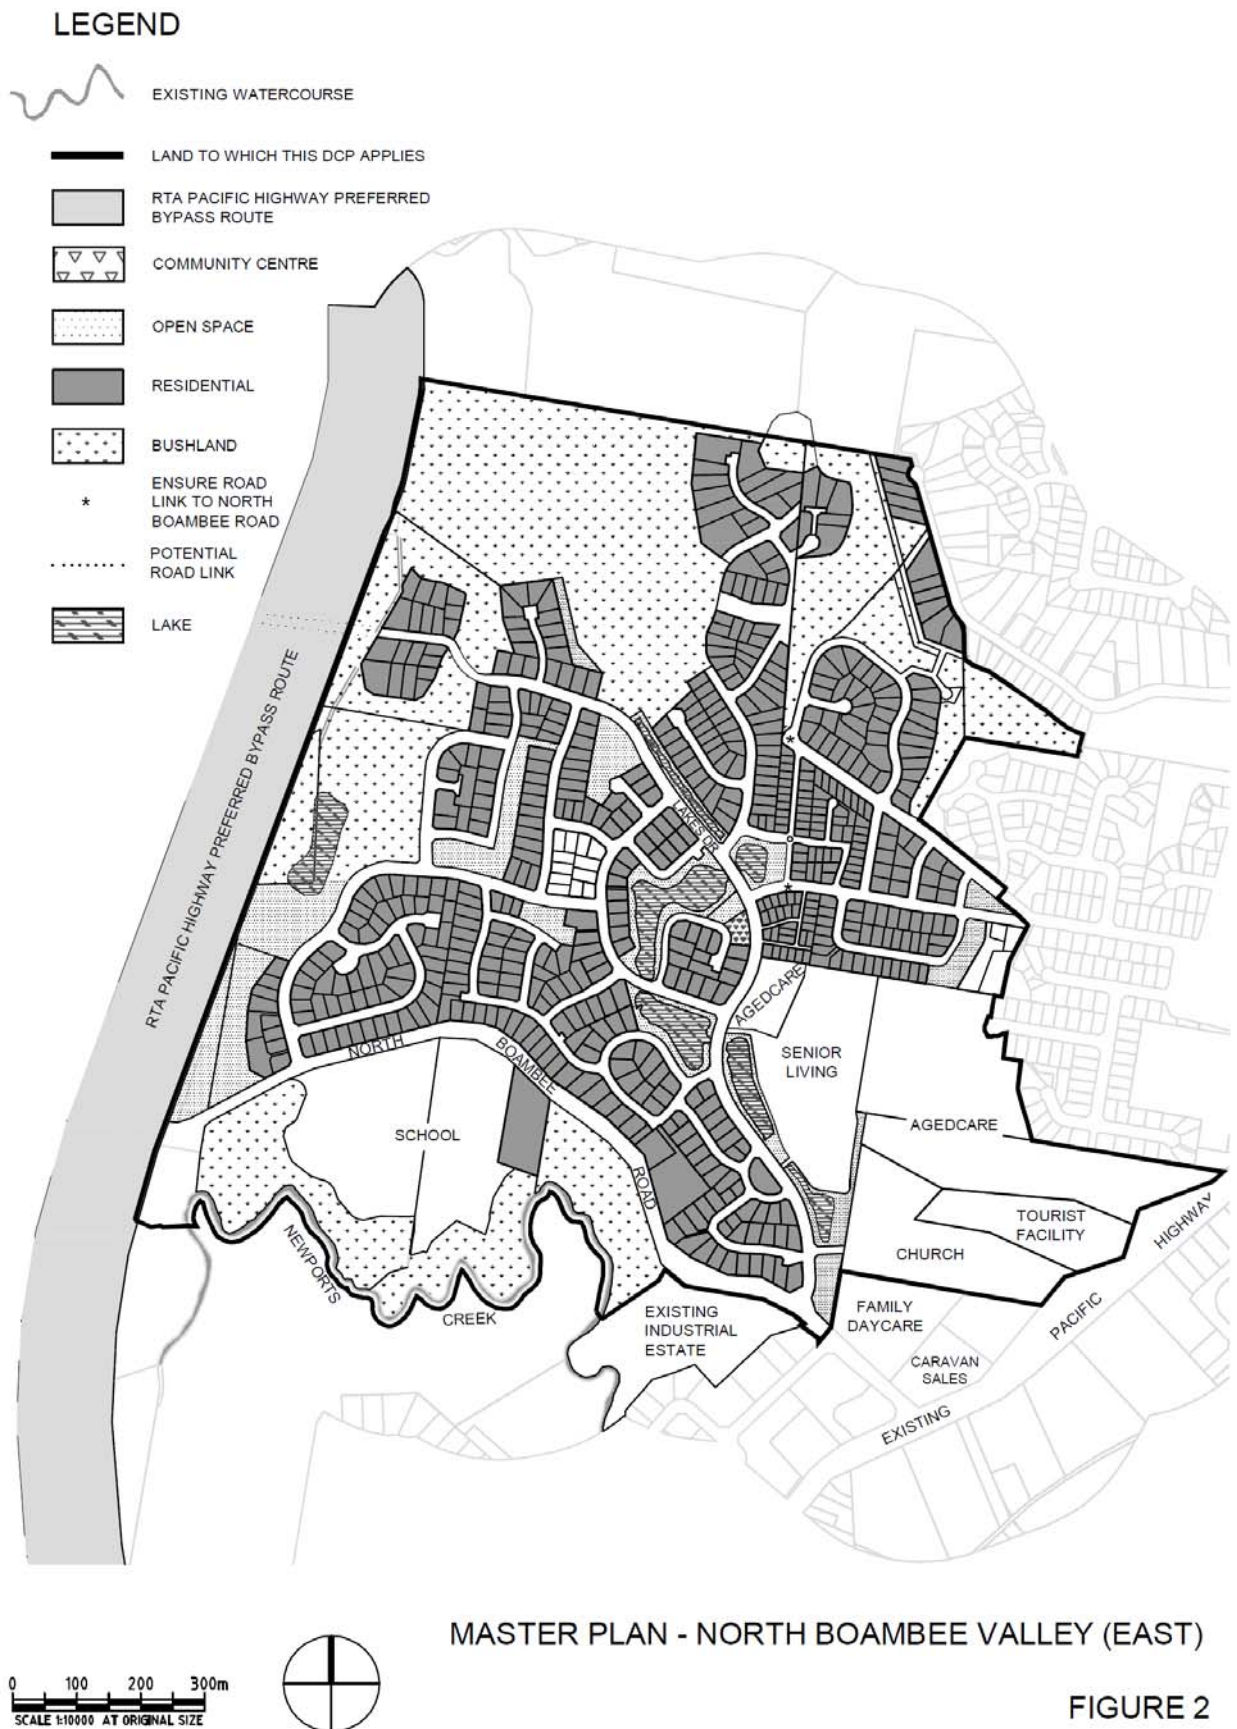 LEGEND
EXISTING WATERCOURSE
LAND TO WHICH THIS DCP APPLIES
RTA PACIFIC HIGHWAY PREFERRED
BYPASS ROUTE
COMMUNITY CENTRE
OPEN SPACE
RESIDENTIAL
BUSHLAND
*
ENSURE ROAD
LINK TO NORTH
BOAMBEE ROAD
POTENTIAL
ROAD LINK
LAKE
RTA PACIFIC HIGHWAY PREFERRED BYPASS ROUTE
*
LAKES DR
*
AGEDCARE
SENIOR
LIVING
NORTH
BOAMBEE
ROAD
SCHOOL
AGEDCARE
TOURIST
FACILITY
CHURCH
NEWPORTS
CREEK
EXISTING
INDUSTRIAL
ESTATE
FAMILY
DAYCARE
CARAVAN
SALES
EXISTING
PACIFIC
HIGHWAY
MASTER PLAN - NORTH BOAMBEE VALLEY (EAST)
0 100 200 300m
SCALE 1:10000 AT ORIGINAL SIZE
FIGURE 2